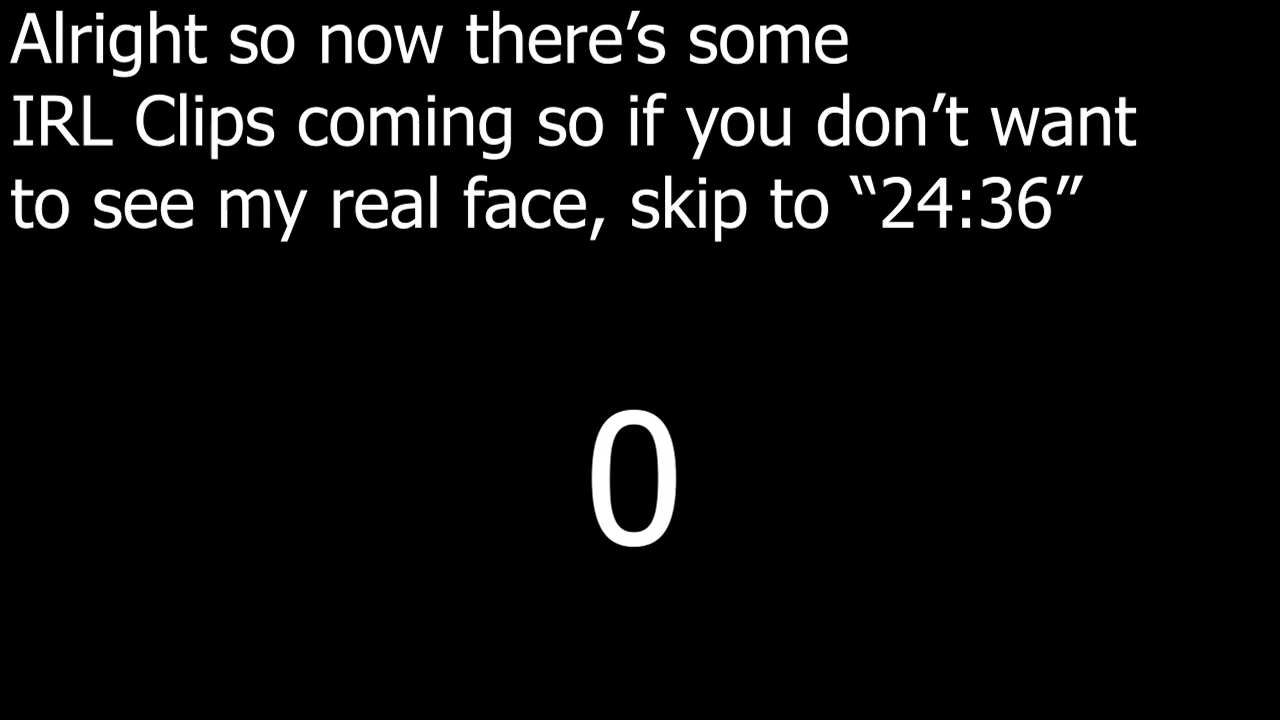 Alright so now there’s some
IRL Clips coming so if you don’t want
to see my real face, skip to “24:36”
0